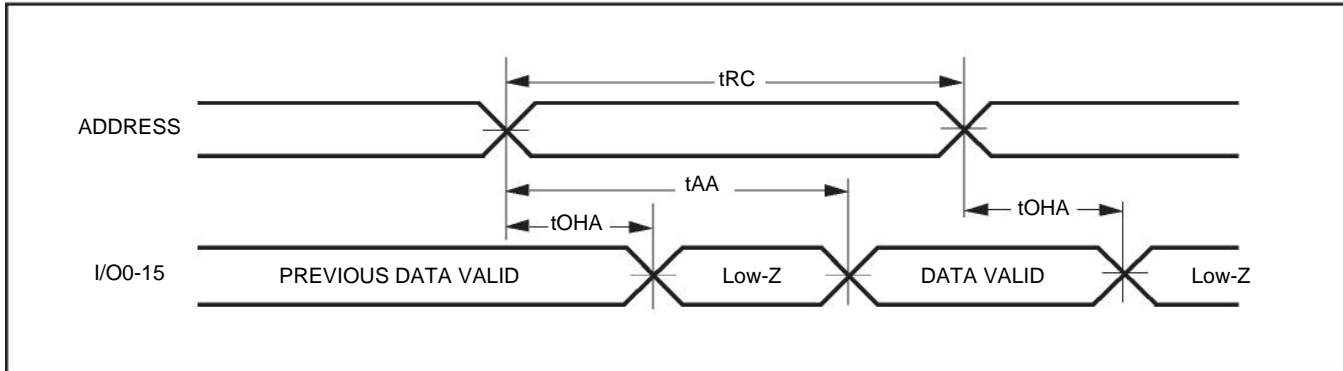 tRC
ADDRESS
tAA
tOHA
tOHA
I/O0-15
PREVIOUS DATA VALID
Low-Z
DATA VALID
Low-Z